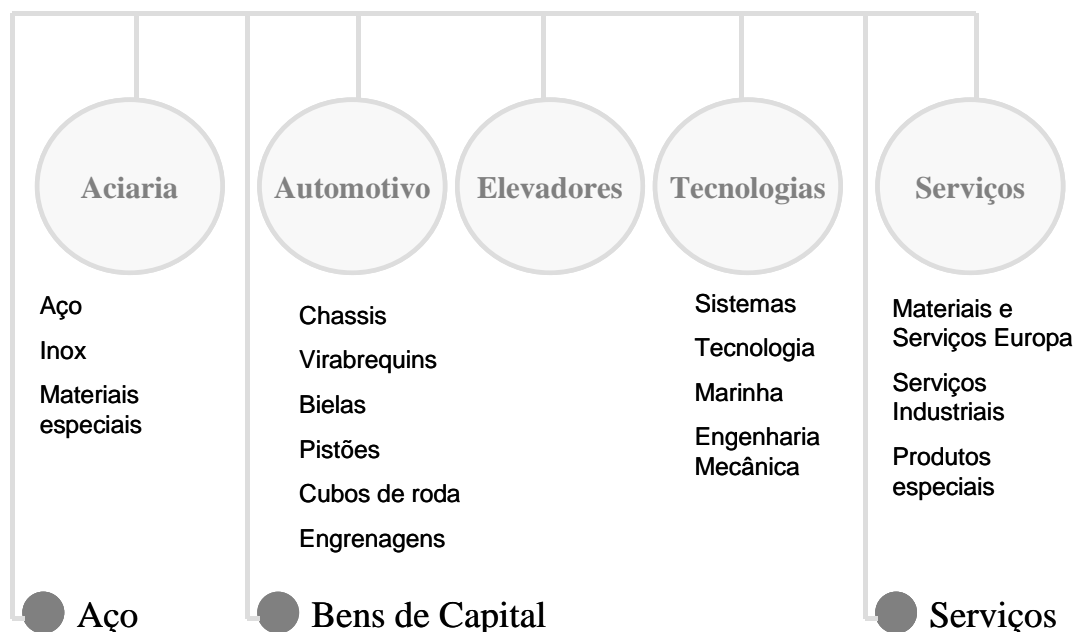 Aciaria
Automotivo
Elevadores
Tecnologias
Serviços
Aço
Inox
Materiais
especiais
Chassis
Virabrequins
Bielas
Pistões
Cubos de roda
Engrenagens
Sistemas
Tecnologia
Marinha
Engenharia
Mecânica
Materiais e
Serviços Europa
Serviços
Industriais
Produtos
especiais
Aço
Bens de Capital
Serviços